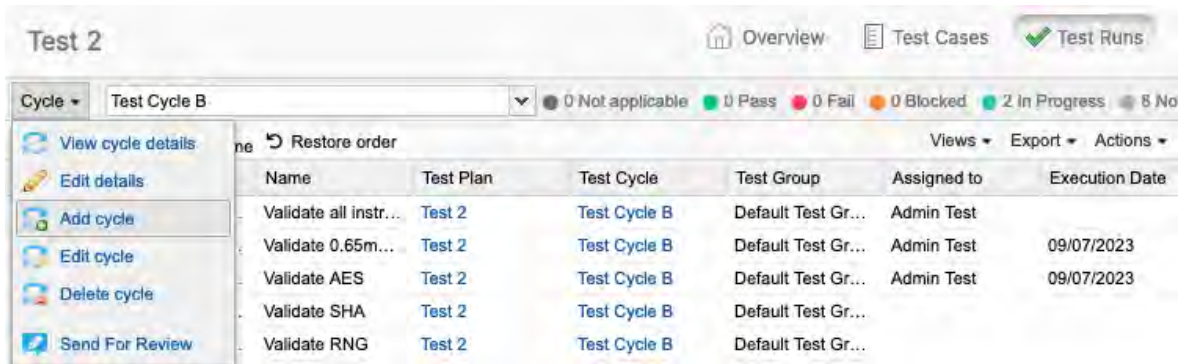 Test 2 Overview Test Cases Test Runs
Cycle Test Cycle B 0 Not applicable 0 Pass 0 Fail 0 Blocked 2 In Progress 8 No
View cycle details ne Restore order Views Export Actions
Edit details Name Test Plan Test Cycle Test Group Assigned to Execution Date
Add cycle . Validate all instr... Test 2 Test Cycle B Default Test Gr... Admin Test
Edit cycle . Validate 0.65m... Test 2 Test Cycle B Default Test Gr... Admin Test 09/07/2023
Delete cycle . Validate AES Test 2 Test Cycle B Default Test Gr... Admin Test 09/07/2023
. Validate SHA Test 2 Test Cycle B Default Test Gr...
Send For Review . Validate RNG Test 2 Test Cycle B Default Test Gr...